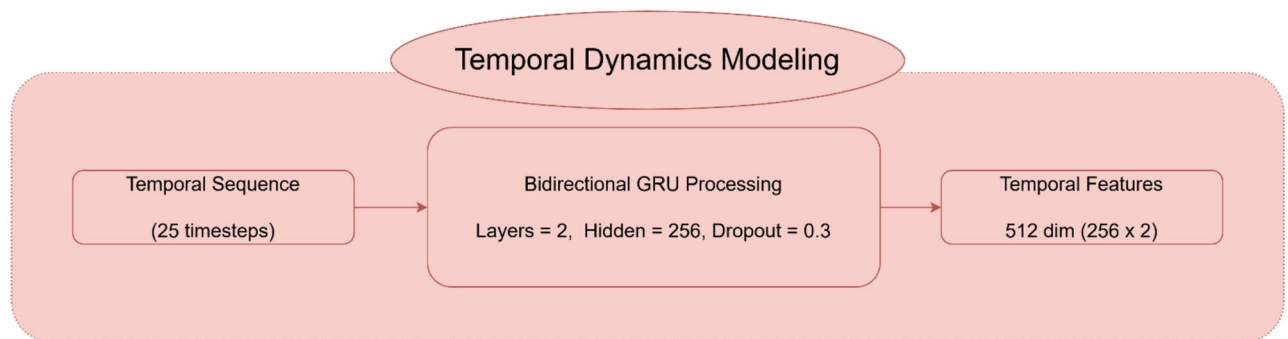 Temporal Dynamics Modeling
Temporal Sequence
(25 timesteps)
Bidirectional GRU Processing
Layers = 2, Hidden = 256, Dropout = 0.3
Temporal Features
512 dim (256 x 2)